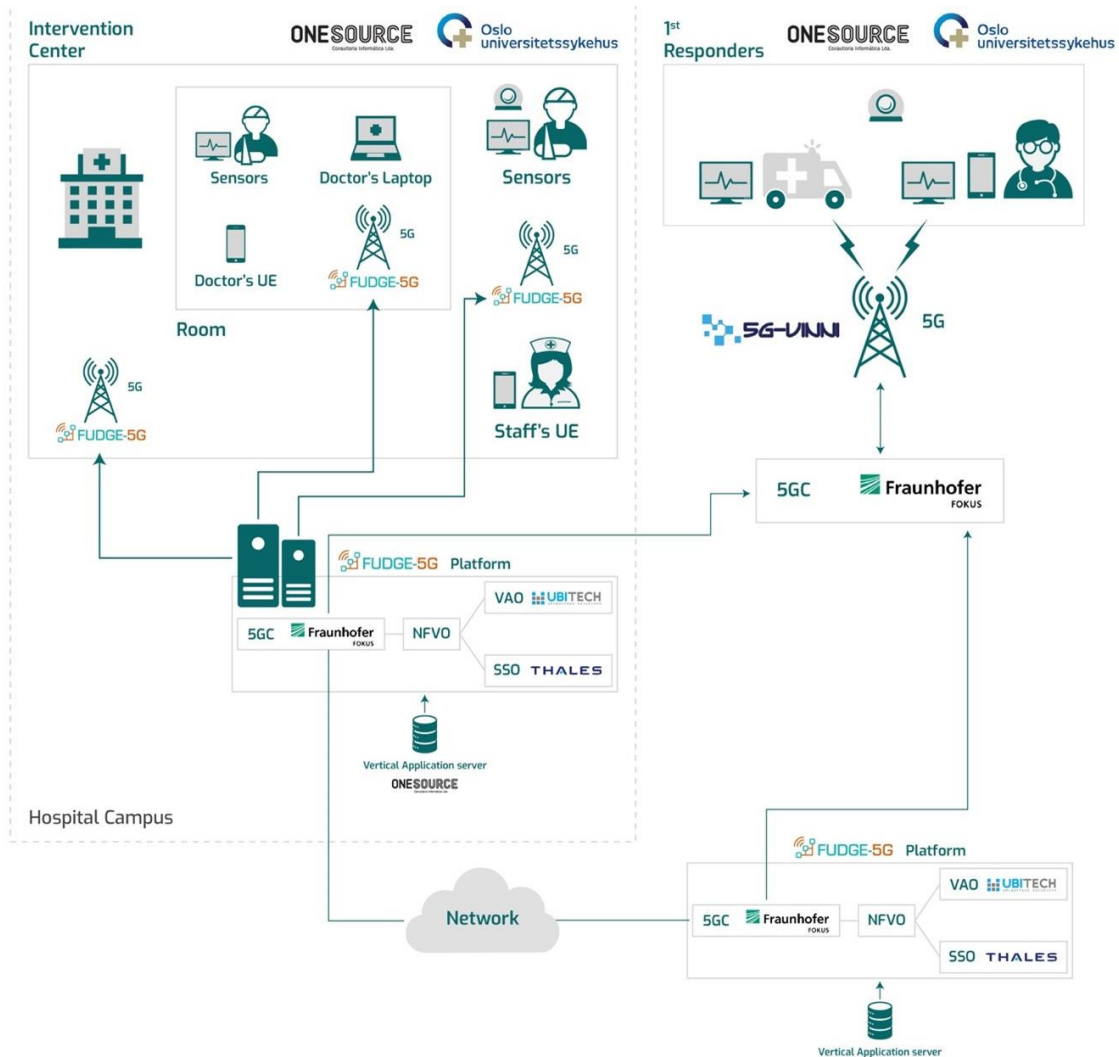 Intervention
Center
ONESOURCE
Consultoria Informática Lda.
Oslo
universitetssykehus
1st
Responders
ONESOURCE
Consultoria Informática Lda.
Oslo
universitetssykehus
Sensors
Doctor's Laptop
Sensors
5G
5G
Doctor's UE
FUDGE-5G
FUDGE-5G
Room
5G-VINNI
5G
5G
FUDGE-5G
Staff's UE
5GC
Fraunhofer
FOKUS
FUDGE-5G Platform
VAO UBITECH
5GC
Fraunhofer
FOKUS
NFVO
SSO THALES
Vertical Application server
ONESOURCE
Hospital Campus
FUDGE-5G Platform
Network
VAO UBITECH
5GC
Fraunhofer
FOKUS
NFVO
SSO THALES
Vertical Application server